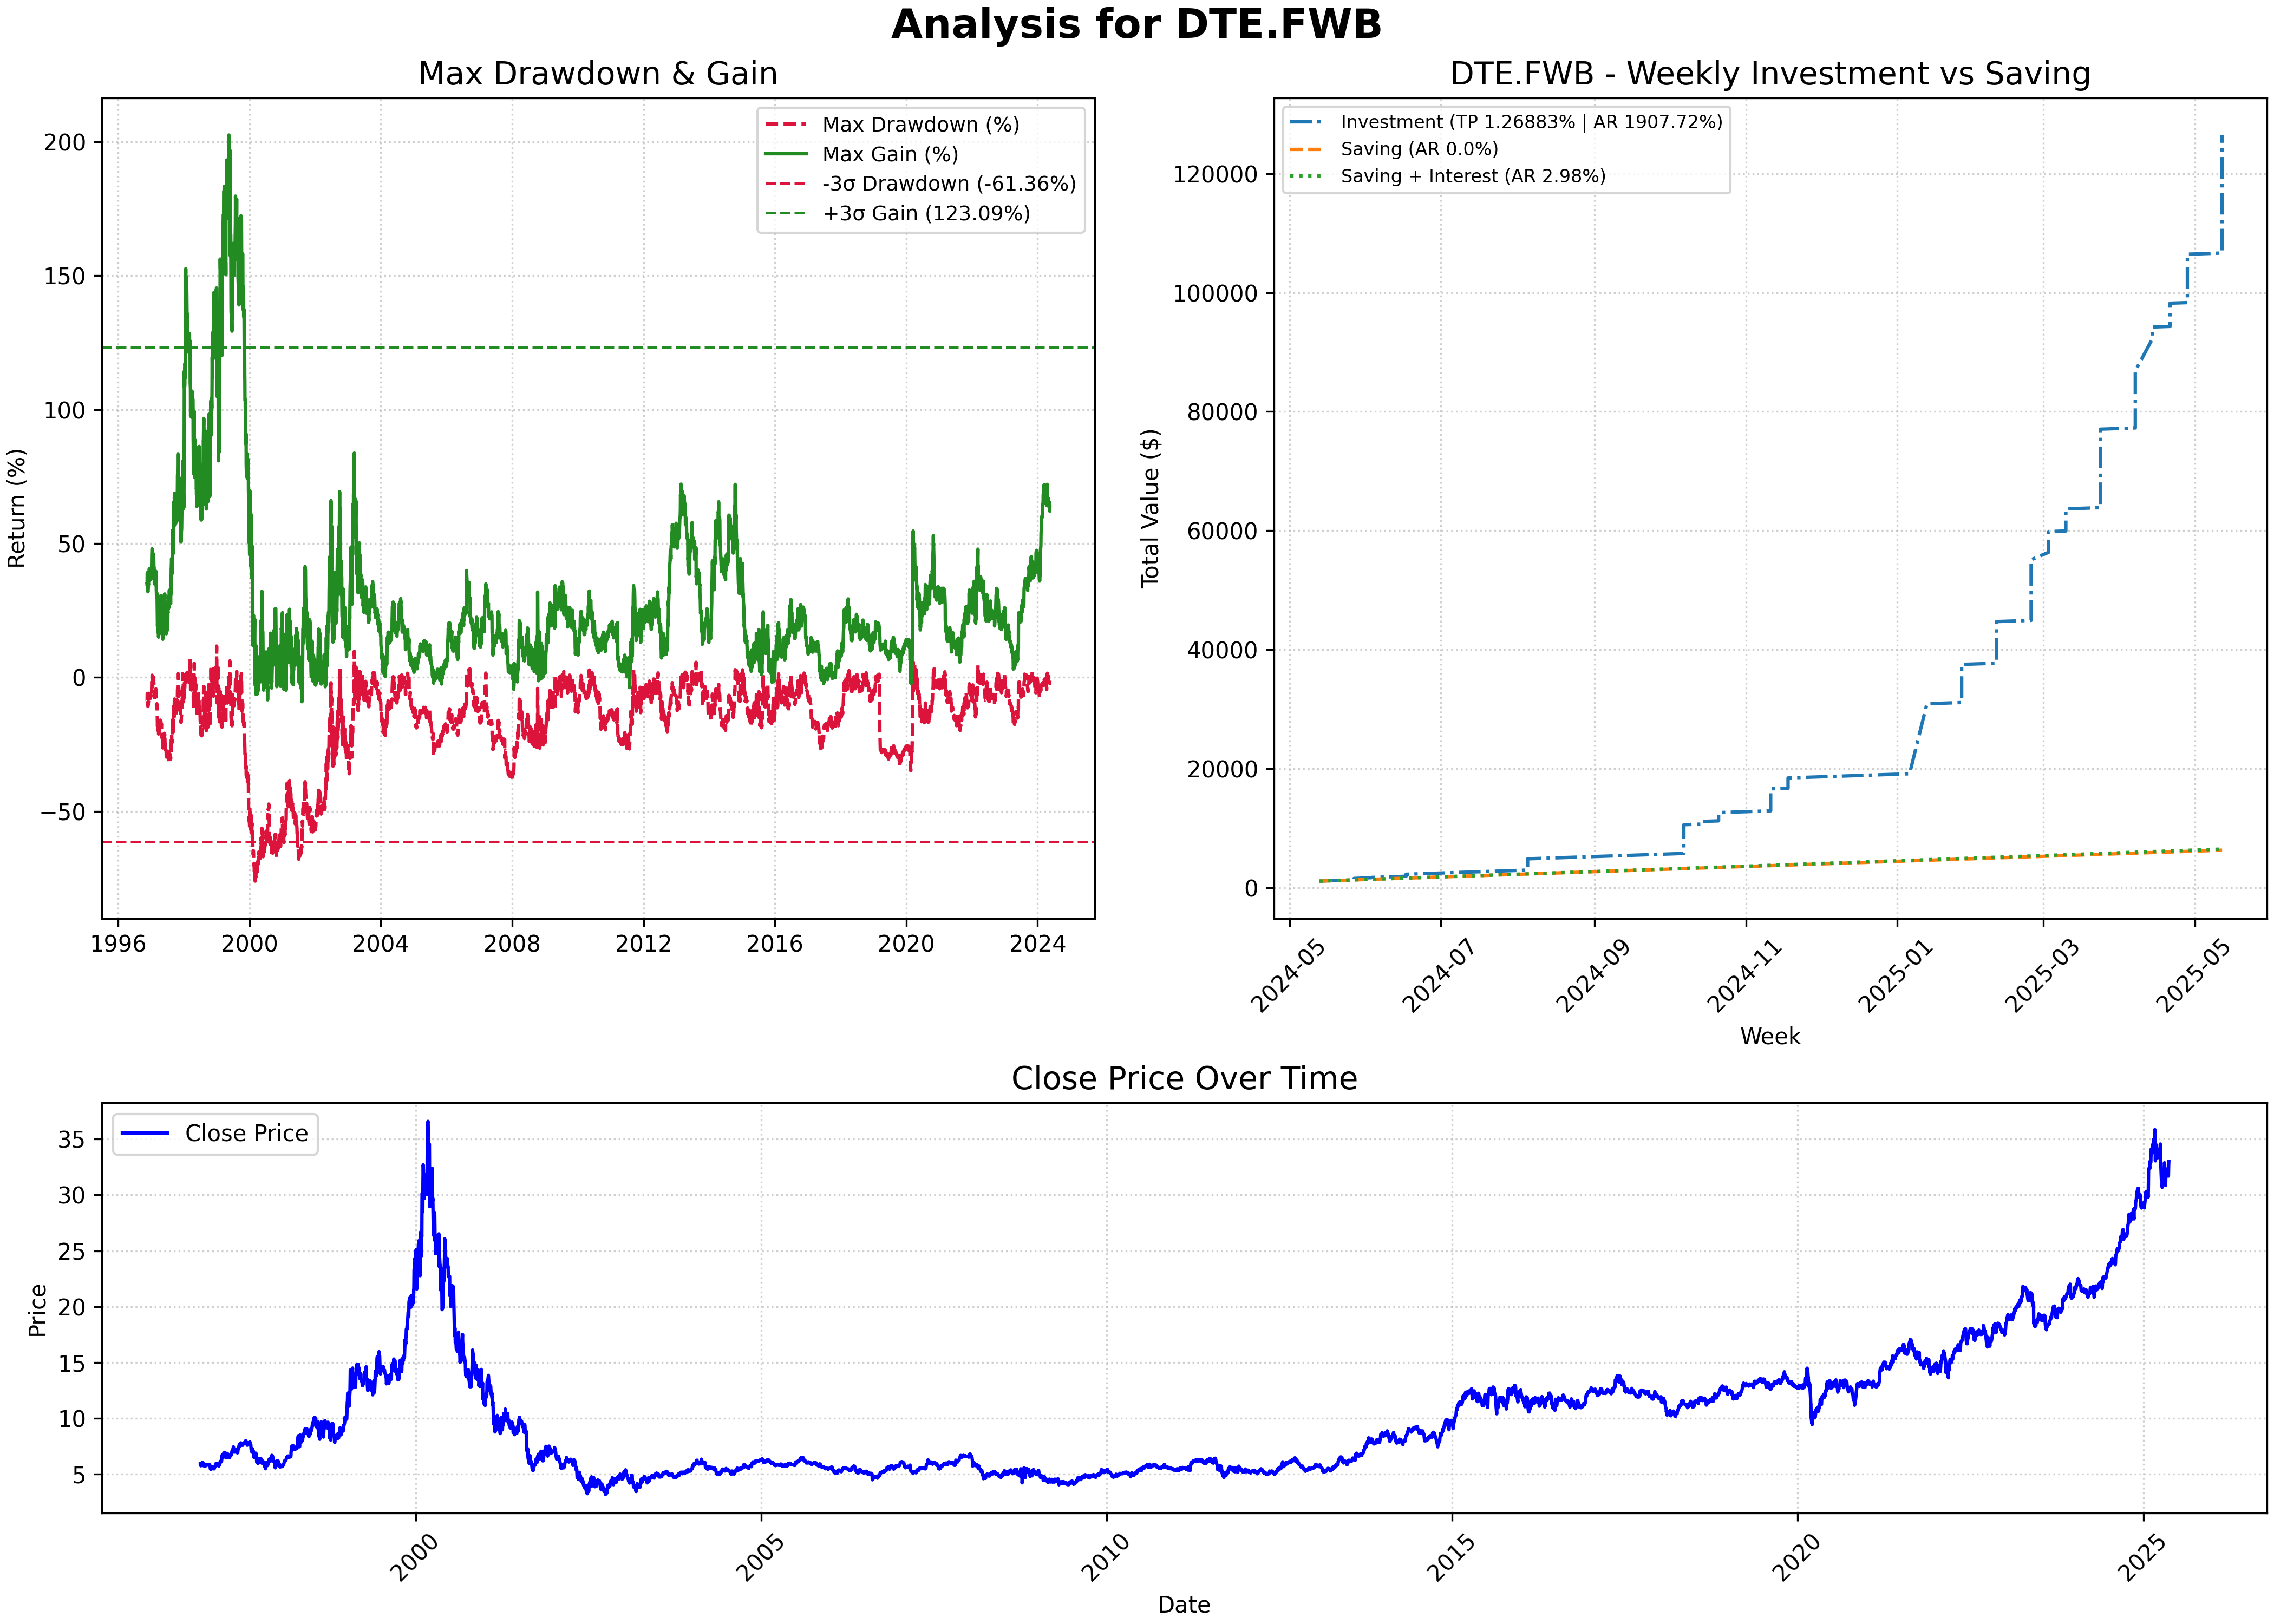 Analysis for DTE.FWB
Max Drawdown & Gain
Return (%)
200
150
100
50
0
−50
1996 2000 2004 2008 2012 2016 2020 2024
Max Drawdown (%)
Max Gain (%)
-3σ Drawdown (-61.36%)
+3σ Gain (123.09%)
DTE.FWB - Weekly Investment vs Saving
Total Value ($)
120000
100000
80000
60000
40000
20000
0
2024-05 2024-07 2024-09 2024-11 2025-01 2025-03 2025-05
Week
Investment (TP 1.26883% | AR 1907.72%)
Saving (AR 0.0%)
Saving + Interest (AR 2.98%)
Close Price Over Time
Price
35
30
25
20
15
10
5
2000 2005 2010 2015 2020 2025
Date
Close Price